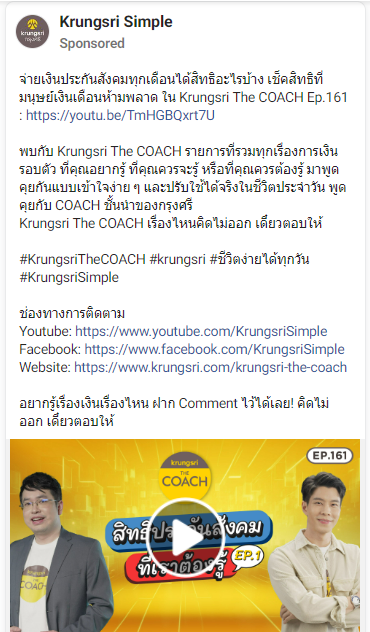 Krungsri Simple
Sponsored
จ่ายเงินประกันสังคมทุกเดือนได้สิทธิอะไรบ้าง เช็คสิทธิที่
มนุษย์เงินเดือนห้ามพลาด ใน Krungsri The COACH Ep.161
: https://youtu.be/TmHGBQxrt7U
พบกับ Krungsri The COACH รายการที่รวมทุกเรื่องการเงิน
รอบตัว ที่คุณอยากรู้ ที่คุณควรจะรู้ หรือที่คุณควรต้องรู้ มาพูด
คุยกันแบบเข้าใจง่าย ๆ และปรับใช้ได้จริงในชีวิตประจำวัน พูด
คุยกับ COACH ชั้นนำของกรุงศรี
Krungsri The COACH เรื่องไหนคิดไม่ออก เดี๋ยวตอบให้
#KrungsriTheCOACH #krungsri #ชีวิตง่ายได้ทุกวัน
#KrungsriSimple
ช่องทางการติดตาม
Youtube: https://www.youtube.com/KrungsriSimple
Facebook: https://www.facebook.com/KrungsriSimple
Website: https://www.krungsri.com/krungsri-the-coach
อยากรู้เรื่องเงินเรื่องไหน ฝาก Comment ไว้ได้เลย! คิดไม่
ออก เดี๋ยวตอบให้
EP.161
krungsri
THE
COACH
สิทธิประกันสังคม
ที่เราต้องรู้ EP.1
THE
COACH
krungsri
กรุงศรี